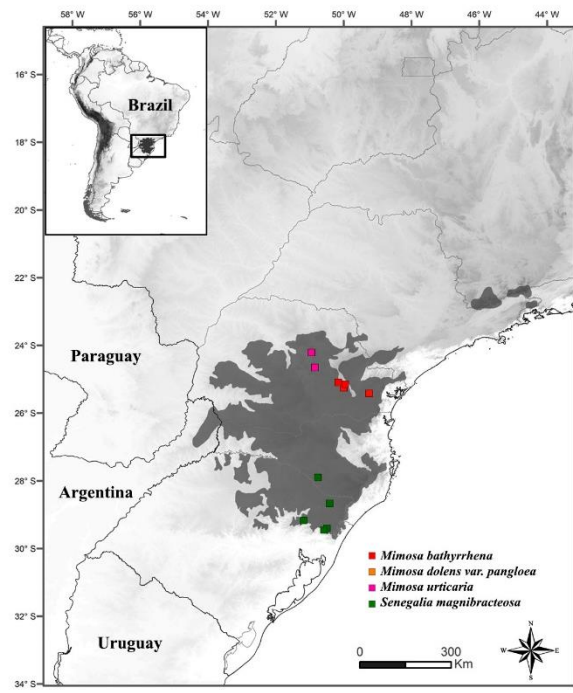 58°W 56°W 54°W 52°W 50°W 48°W 46°W 44°W
16°S
18°S
20°S
22°S
24°S
26°S
28°S
30°S
32°S
34°S
Brazil
Paraguay
Argentina
Uruguay
Mimosa bathyrrhena
Mimosa dolens var. pangloea
Mimosa urticaria
Senegalia magnibracteosa
0 300
Km
N
W E
S